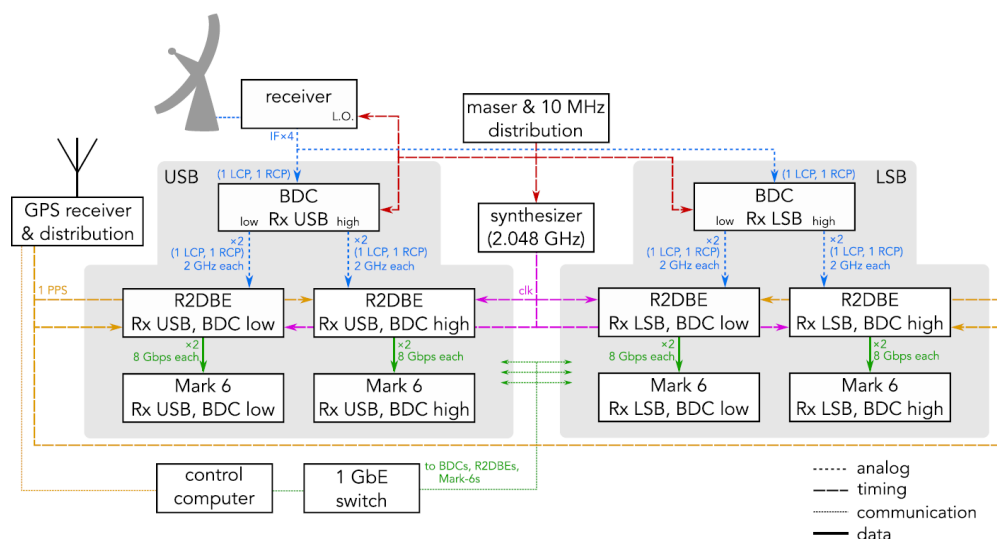 receiver
L.O.
maser & 10 MHz
distribution
IF×4
USB
(1 LCP, 1 RCP)
BDC
low Rx USB high
(1 LCP, 1 RCP)
LSB
BDC
low Rx LSB high
GPS receiver
& distribution
synthesizer
(2.048 GHz)
×2
(1 LCP, 1 RCP)
2 GHz each
×2
(1 LCP, 1 RCP)
2 GHz each
×2
(1 LCP, 1 RCP)
2 GHz each
×2
(1 LCP, 1 RCP)
2 GHz each
1 PPS
clk
R2DBE
Rx USB, BDC low
R2DBE
Rx USB, BDC high
R2DBE
Rx LSB, BDC low
R2DBE
Rx LSB, BDC high
×2
8 Gbps each
×2
8 Gbps each
×2
8 Gbps each
×2
8 Gbps each
Mark 6
Rx USB, BDC low
Mark 6
Rx USB, BDC high
Mark 6
Rx LSB, BDC low
Mark 6
Rx LSB, BDC high
control
computer
1 GbE
switch
to BDCs, R2DBEs,
Mark-6s
analog
timing
communication
data